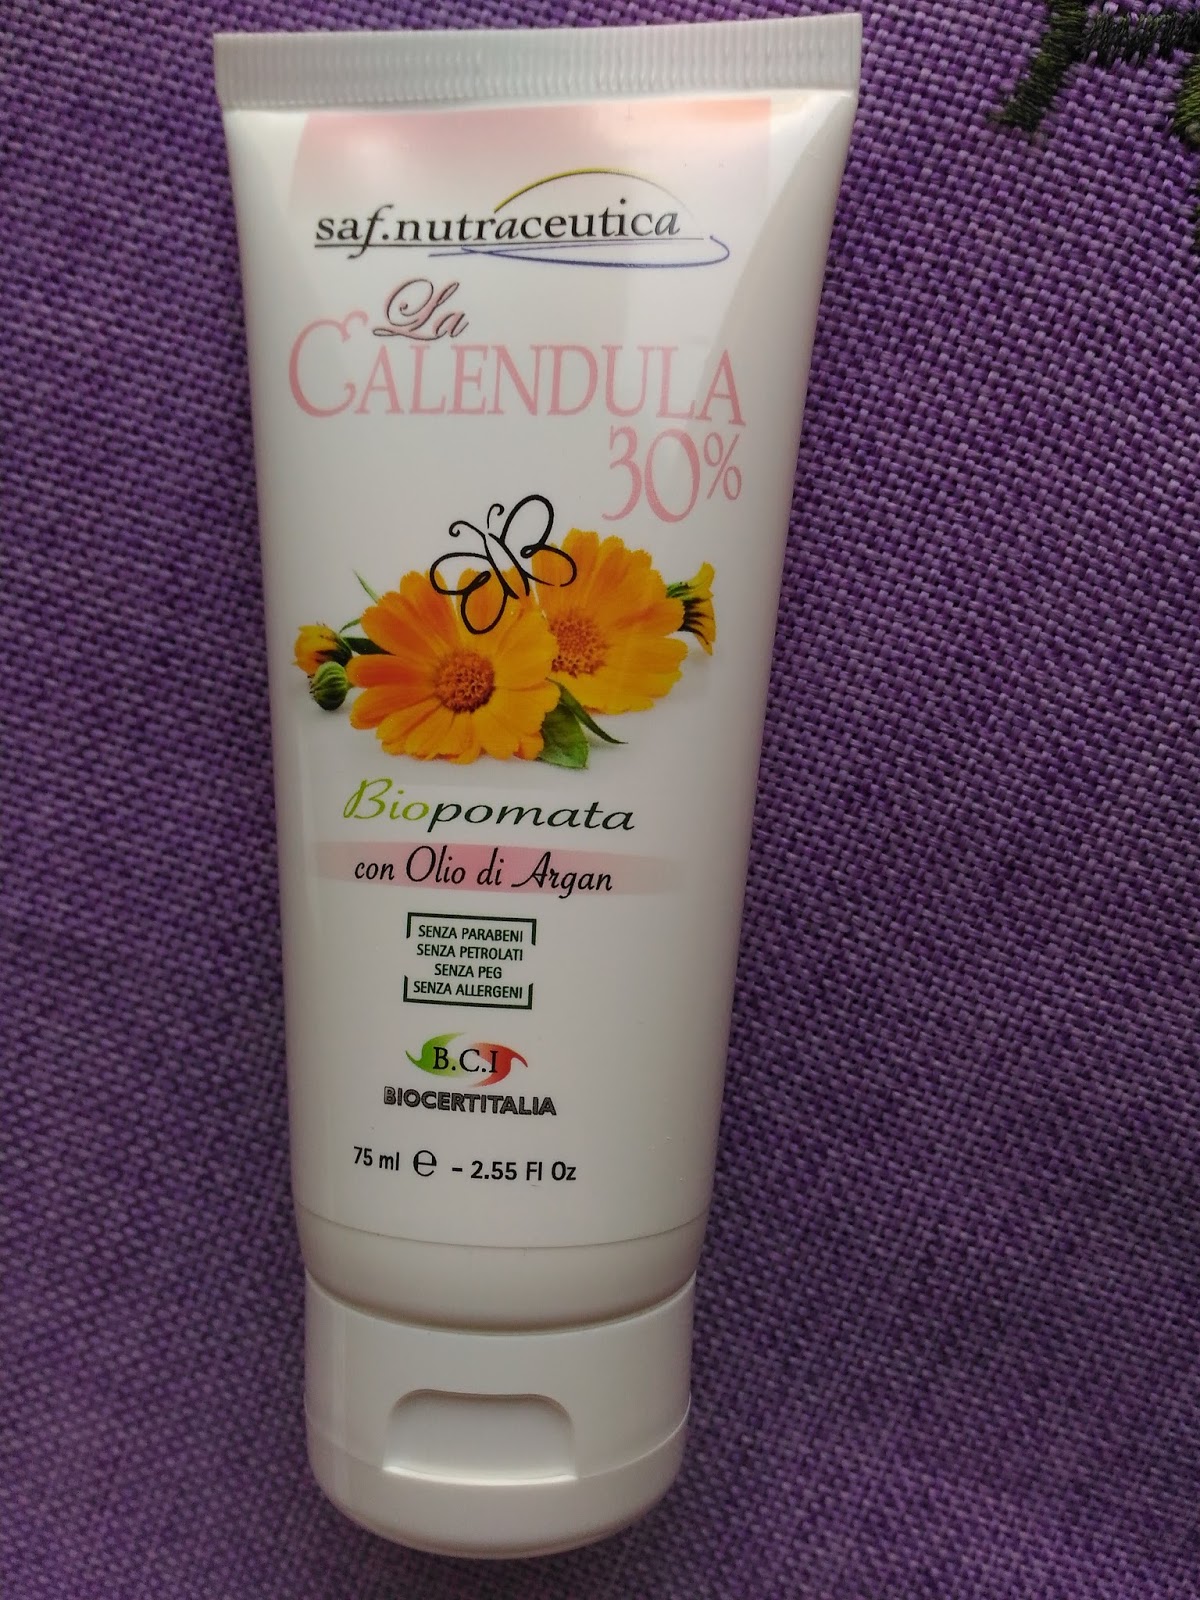 saf.nutraceutica
La
CALENDULA
30%
Biopomata
con Olio di Argan
SENZA PARABENI
SENZA PETROLATI
SENZA PEG
SENZA ALLERGENI
B.C.I
BIOCERTITALIA
75 ml ℮ - 2.55 Fl Oz